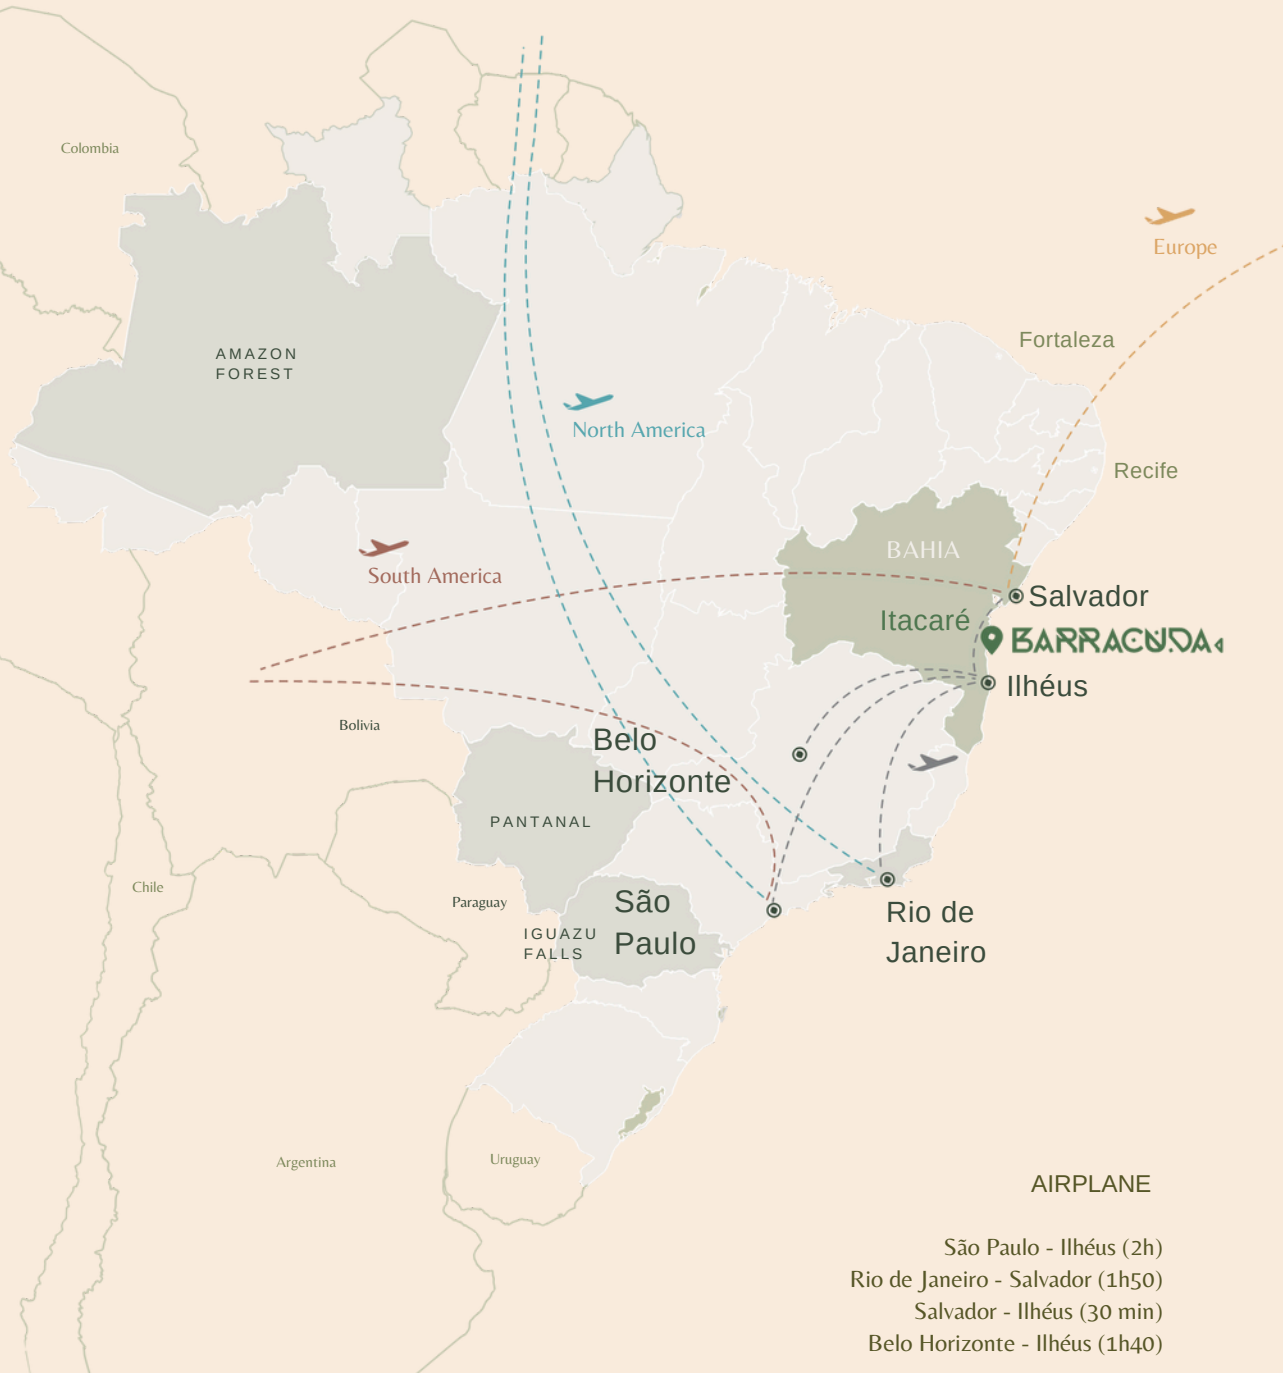 Colombia
Europe
Fortaleza
AMAZON
FOREST
North America
Recife
BAHIA
South America
Salvador
Itacaré
BARRACUDA
Ilhéus
Bolivia
Belo
Horizonte
PANTANAL
Chile
Paraguay
São
Paulo
IGUAZU
FALLS
Rio de
Janeiro
Argentina
Uruguay
AIRPLANE
São Paulo - Ilhéus (2h)
Rio de Janeiro - Salvador (1h50)
Salvador - Ilhéus (30 min)
Belo Horizonte - Ilhéus (1h40)